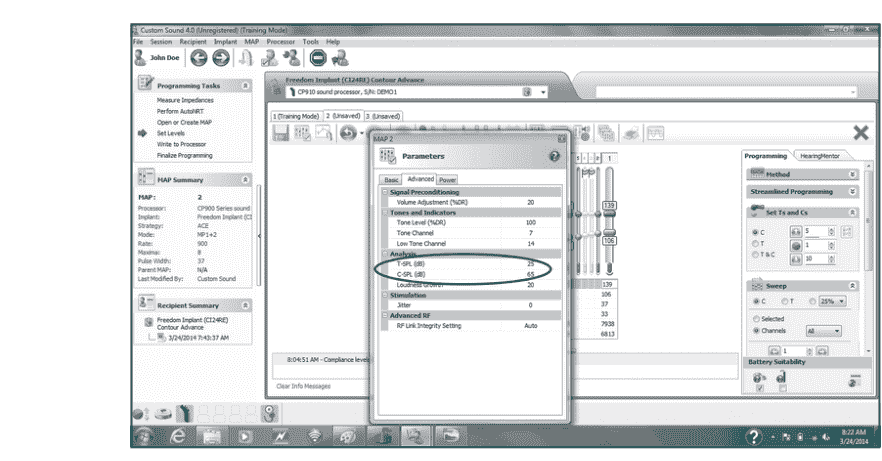 Custom Sound 4.0 (Unregistered) (Training Mode)
File Session Recipient Implant MAP Processor Tools Help
John Doe
Programming Tasks
Measure Impedances
Perform AutoNRT
Open or Create MAP
Set Levels
Write to Processor
Finalize Programming
MAP Summary
MAP: 2
Processor: CP900 Series sound
Implant: Freedom Implant (CI
Strategy: ACE
Mode: MP1+2
Rate: 900
Maxima: 8
Pulse Width: 37
Parent MAP: N/A
Last Modified By: Custom Sound
Recipient Summary
Freedom Implant (CI24RE)
Contour Advance
3/24/2014 7:43:37 AM
Freedom Implant (CI24RE) Contour Advance
CP910 sound processor, S/N: DEMO1
1 (Training Mode) 2 (Unsaved) 3 (Unsaved)
MAP 2
Parameters
Basic Advanced Power
Signal Preconditioning
Volume Adjustment (%DR) 20
Tones and Indicators
Tone Level (%DR) 100
Tone Channel 7
Low Tone Channel 14
Analysis
T-SPL (dB) 25
C-SPL (dB) 65
Loudness Growth 20
Stimulation
Jitter 0
Advanced RF
RF Link Integrity Setting Auto
1
139
106
139
106
37
33
7938
6813
8:04:51 AM - Compliance levels
Clear Info Messages
Programming HearingMentor
Method
Streamlined Programming
Set Ts and Cs
C 5
T 1
T & C 10
Sweep
C T 25%
Selected
Channels All
1
Battery Suitability
8:22 AM
3/24/2014